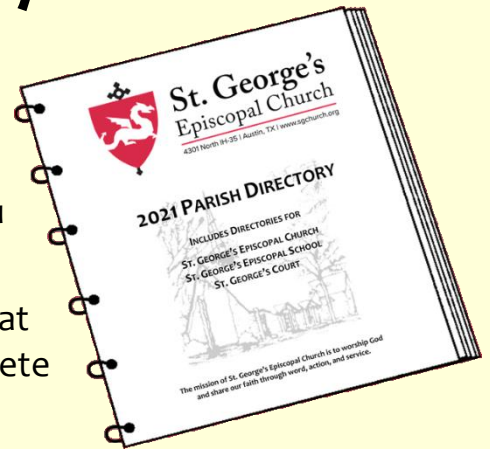 St. George's
Episcopal Church
4301 North IH-35 | Austin, TX | www.sgchurch.org
2021 PARISH DIRECTORY
INCLUDES DIRECTORIES FOR
ST. GEORGE'S EPISCOPAL CHURCH
ST. GEORGE'S EPISCOPAL SCHOOL
ST. GEORGE'S COURT
at
ete
The mission of St. George's Episcopal Church is to worship God
and share our faith through word, action, and service.